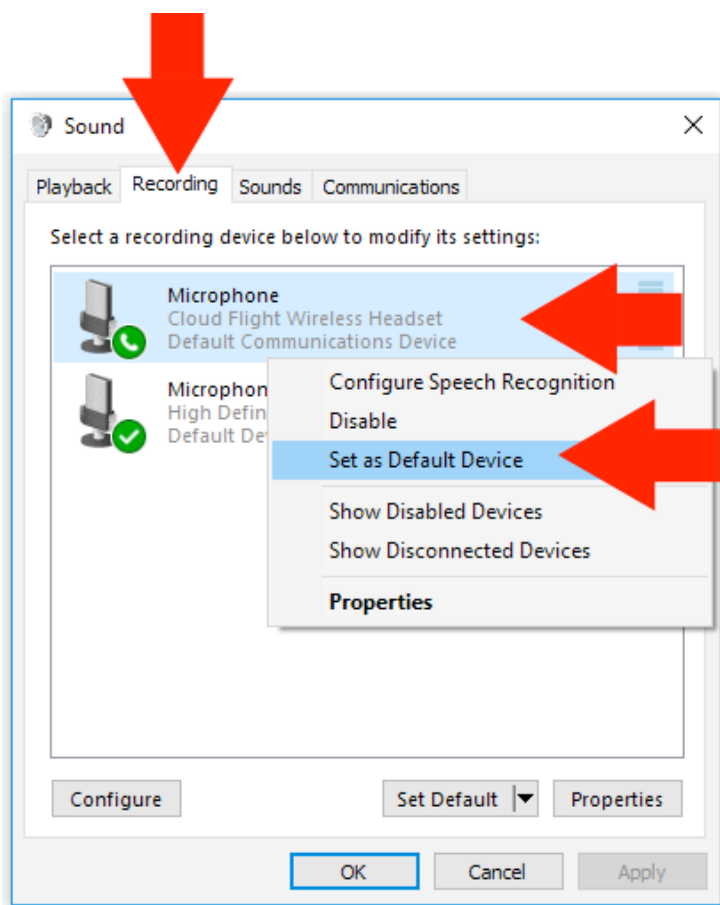 Sound
Playback Recording Sounds Communications
Select a recording device below to modify its settings:
Microphone
Cloud Flight Wireless Headset
Default Communications Device
Microphon
High Defin
Default De
Configure Speech Recognition
Disable
Set as Default Device
Show Disabled Devices
Show Disconnected Devices
Properties
Configure Set Default Properties
OK Cancel Apply